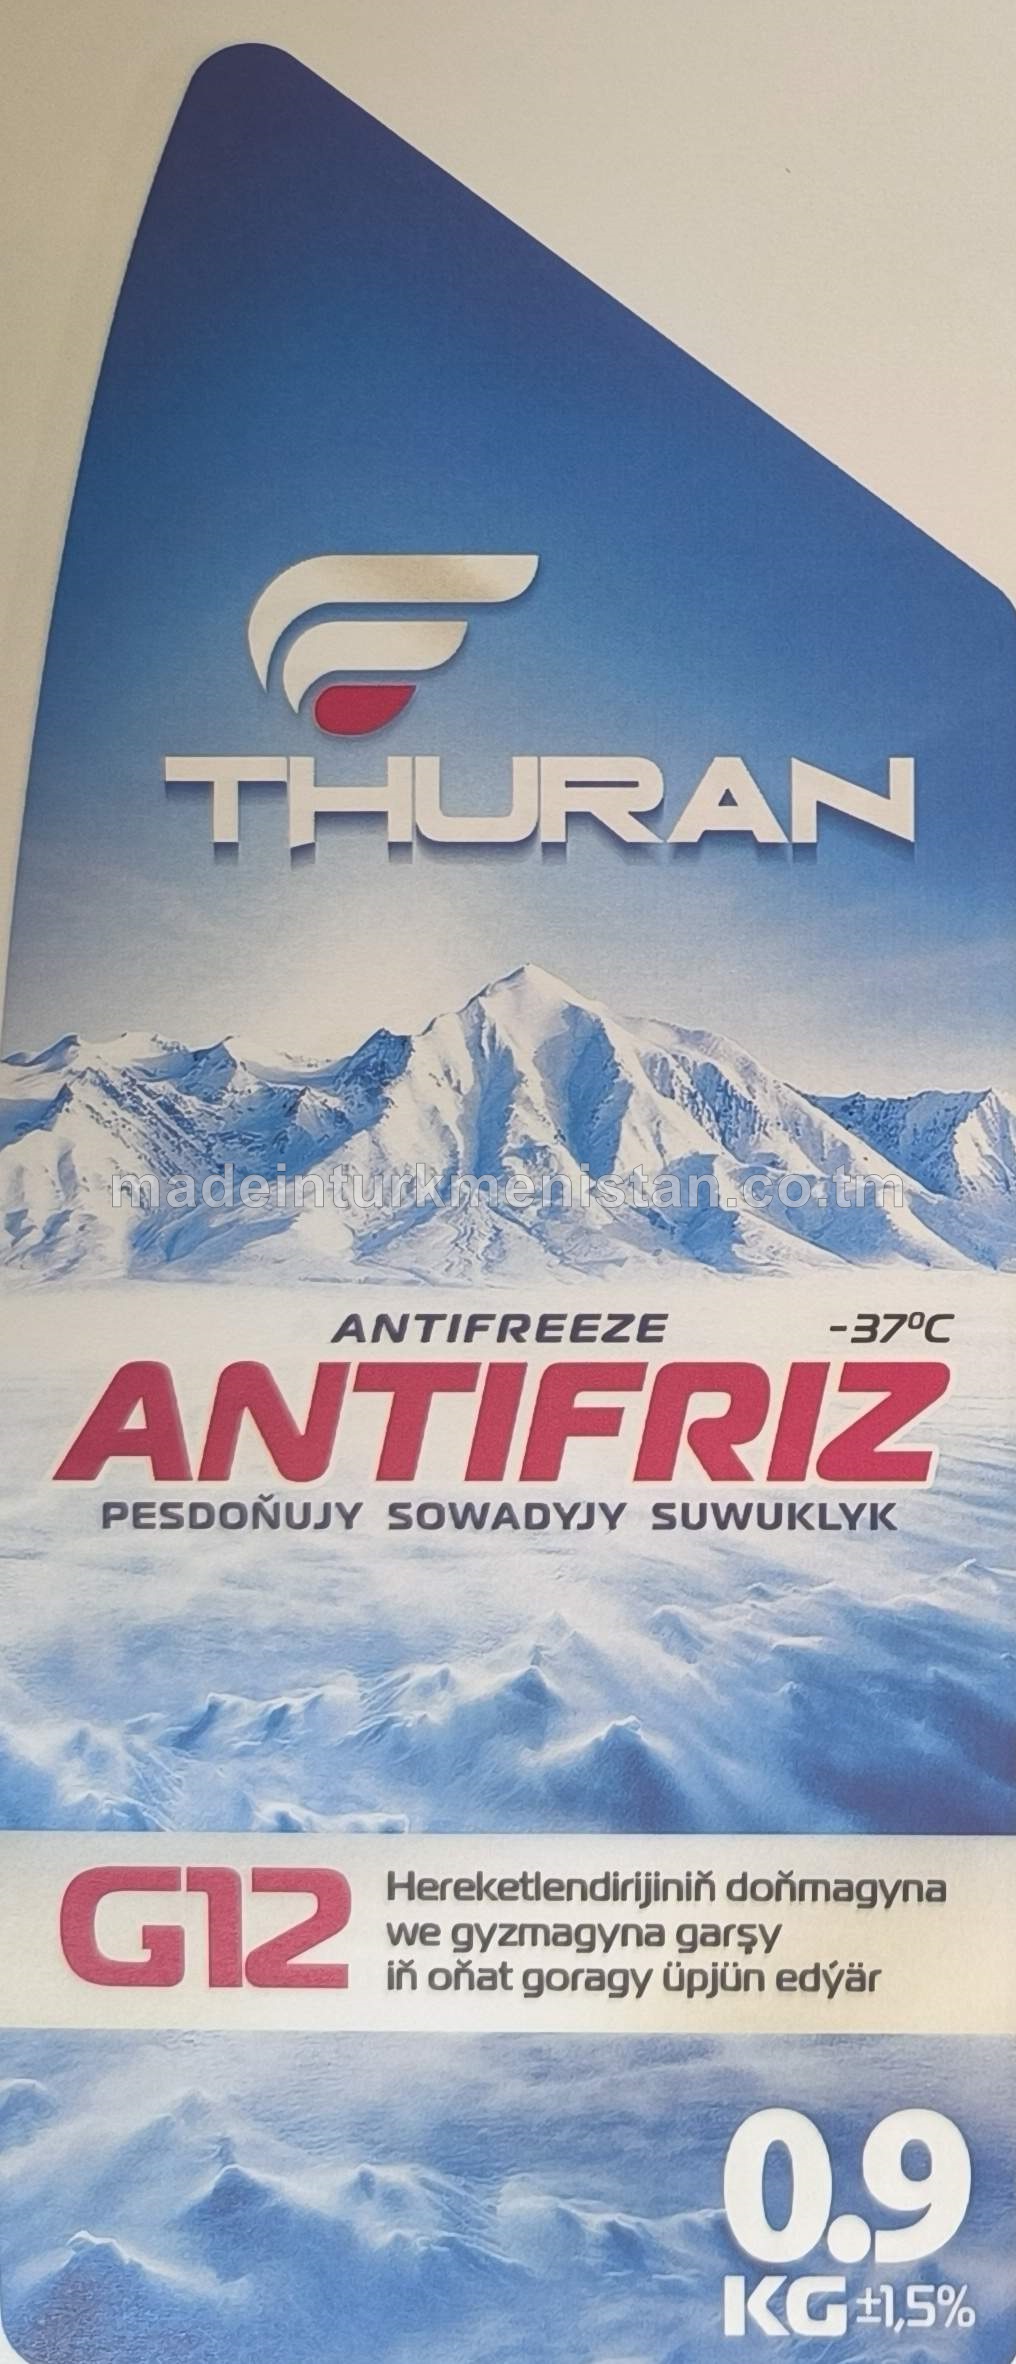 THURAN
madeinturkmenistan.co.tm
ANTIFREEZE -37⁰C
ANTIFRIZ
PESDOŇUJY SOWADYJY SUWUKLYK
G12
Hereketlendirijiniň doňmagyna
we gyzmagyna garşy
iň oňat goragy üpjün edýär
0.9
KG ±1,5%